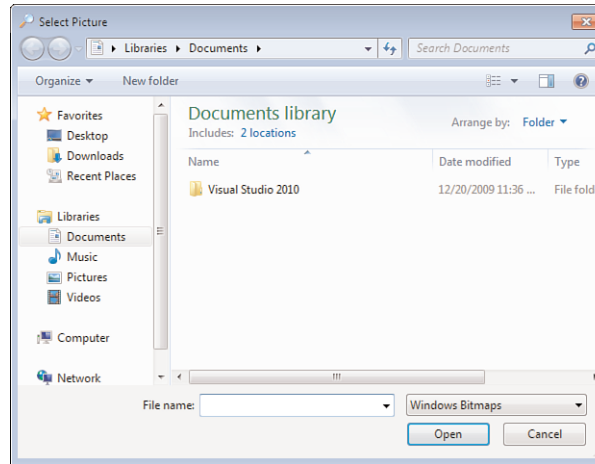 Select Picture
Libraries Documents
Search Documents
Organize New folder
Favorites
Desktop
Downloads
Recent Places
Libraries
Documents
Music
Pictures
Videos
Computer
Network
Documents library
Includes: 2 locations
Arrange by: Folder
Name Date modified Type
Visual Studio 2010 12/20/2009 11:36 ... File fold
File name: Windows Bitmaps
Open Cancel